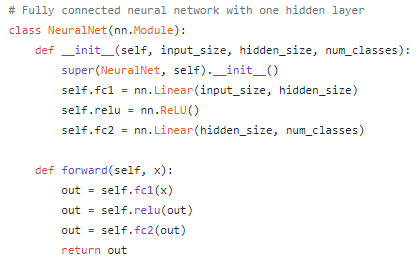 # Fully connected neural network with one hidden layer
class NeuralNet(nn.Module):
    def __init__(self, input_size, hidden_size, num_classes):
        super(NeuralNet, self).__init__()
        self.fc1 = nn.Linear(input_size, hidden_size)
        self.relu = nn.ReLU()
        self.fc2 = nn.Linear(hidden_size, num_classes)

    def forward(self, x):
        out = self.fc1(x)
        out = self.relu(out)
        out = self.fc2(out)
        return out